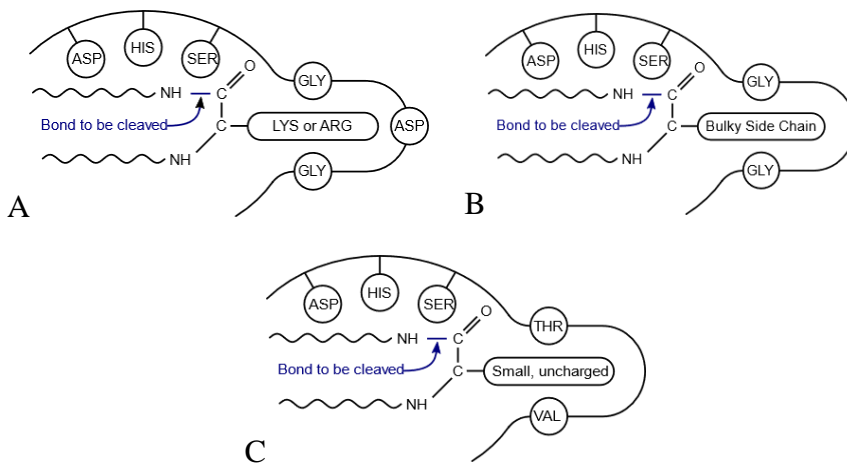 ASP HIS SER
NH C O GLY
Bond to be cleaved C LYS or ARG ASP
NH GLY
A
ASP HIS SER
NH C O GLY
Bond to be cleaved C Bulky Side Chain
NH GLY
B
ASP HIS SER
NH C O THR
Bond to be cleaved C Small, uncharged
NH VAL
C